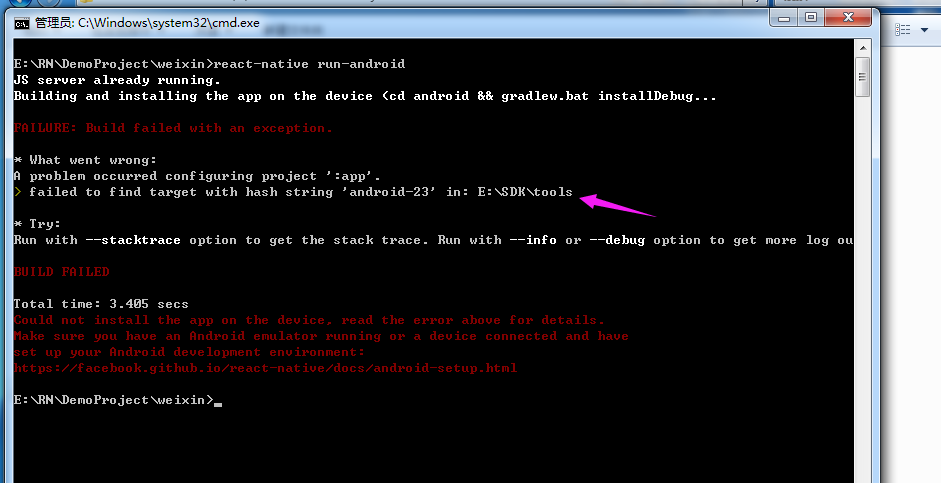 管理员: C:\Windows\system32\cmd.exe
E:\RN\DemoProject\weixin>react-native run-android
JS server already running.
Building and installing the app on the device (cd android && gradlew.bat installDebug...
FAILURE: Build failed with an exception.
* What went wrong:
A problem occurred configuring project ':app'.
> failed to find target with hash string 'android-23' in: E:\SDK\tools
* Try:
Run with --stacktrace option to get the stack trace. Run with --info or --debug option to get more log ou
BUILD FAILED
Total time: 3.405 secs
Could not install the app on the device, read the error above for details.
Make sure you have an Android emulator running or a device connected and have
set up your Android development environment:
https://facebook.github.io/react-native/docs/android-setup.html
E:\RN\DemoProject\weixin>_